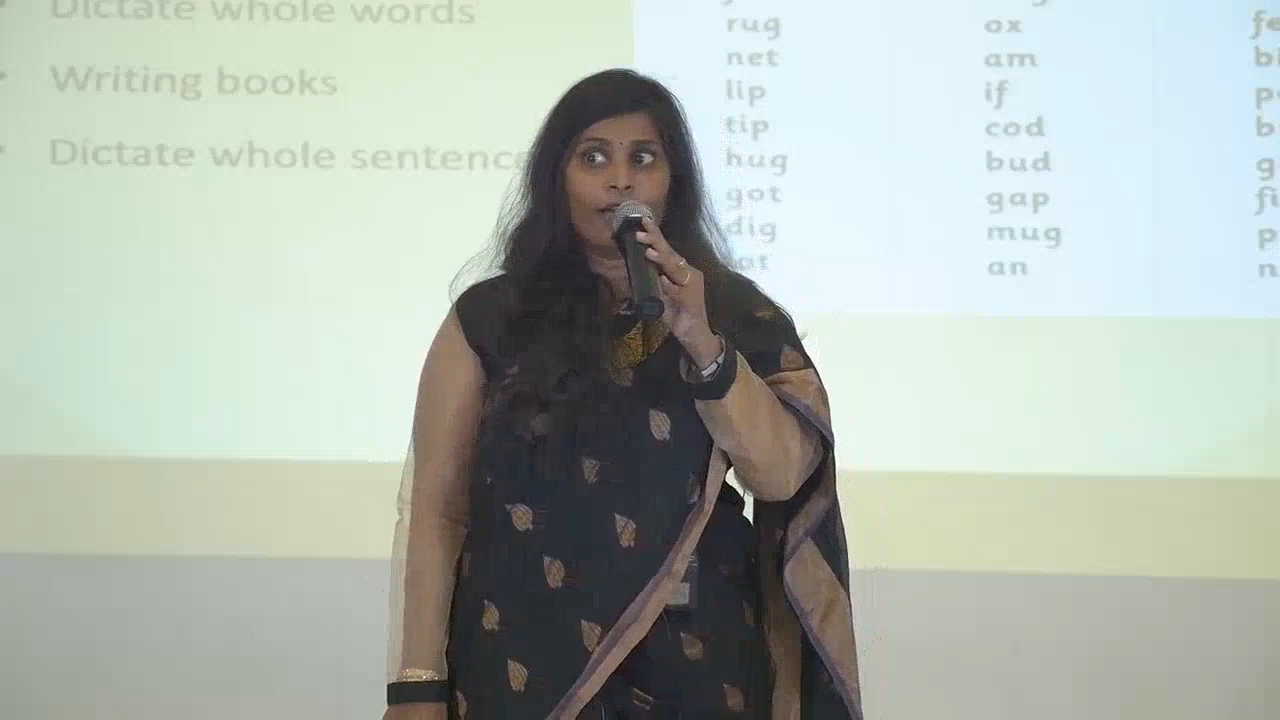 Dictate whole words
• Writing books
• Dictate whole sentence
rug
net
lip
tip
hug
got
dig
ox
am
if
cod
bud
gap
mug
an